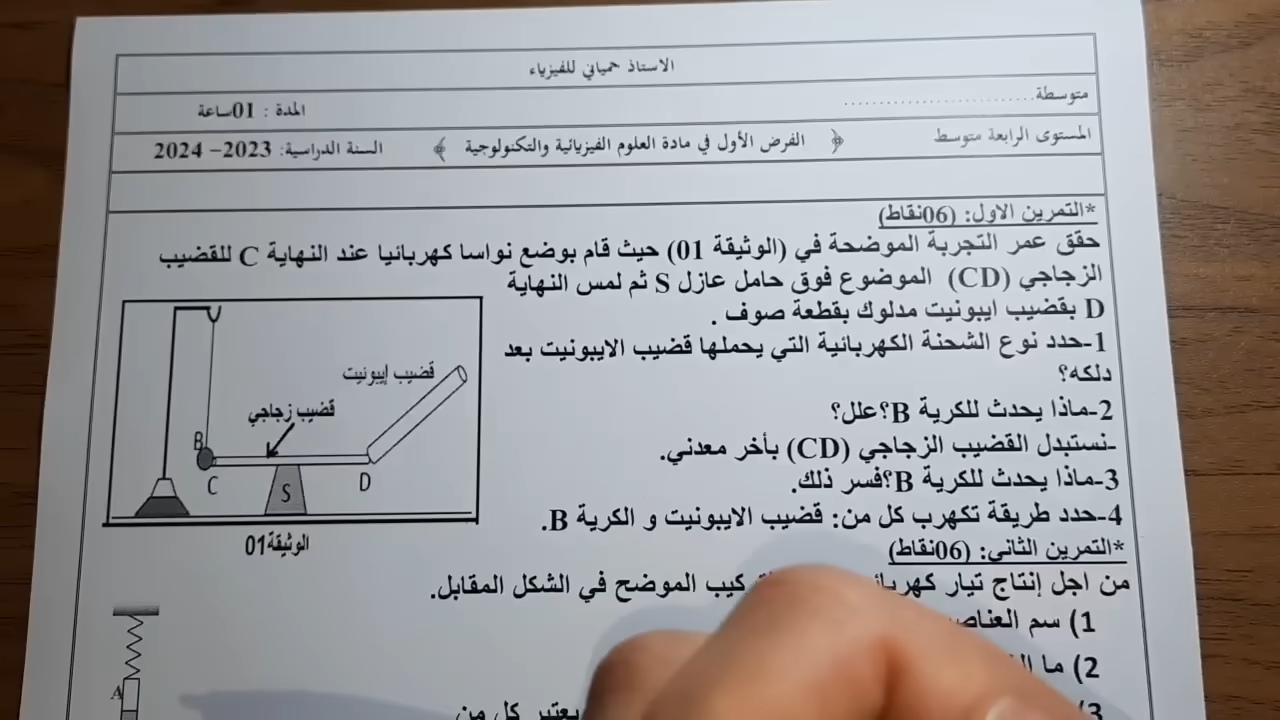 الاستاذ حمياني للفيزياء
متوسطة............................
المدة : 01ساعة
المستوى الرابعة متوسط
﴿ الفرض الأول في مادة العلوم الفيزيائية والتكنولوجية ﴾
السنة الدراسية: 2023– 2024
*التمرين الاول: (06نقاط)
حقق عمر التجربة الموضحة في (الوثيقة 01) حيث قام بوضع نواسا كهربائيا عند النهاية C للقضيب
الزجاجي (CD) الموضوع فوق حامل عازل S ثم لمس النهاية
D بقضيب ايبونيت مدلوك بقطعة صوف .
1-حدد نوع الشحنة الكهربائية التي يحملها قضيب الايبونيت بعد
دلكه؟
2-ماذا يحدث للكرية B؟علل؟
-نستبدل القضيب الزجاجي (CD) بأخر معدني.
3-ماذا يحدث للكرية B؟فسر ذلك.
4-حدد طريقة تكهرب كل من: قضيب الايبونيت و الكرية B.
قضيب إيبونيت
قضيب زجاجي
B
C
S
D
الوثيقة01
*التمرين الثاني: (06نقاط)
من اجل إنتاج تيار كيب الموضح في الشكل المقابل.
1) سم
2) ما
3)
يعتبر كل من
A